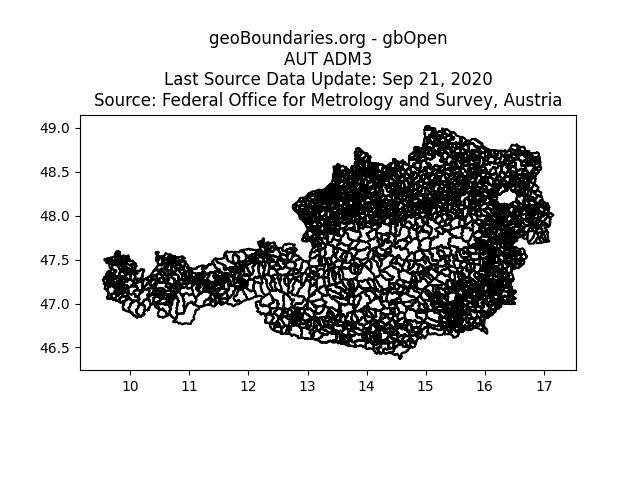 geoBoundaries.org - gbOpen
AUT ADM3
Last Source Data Update: Sep 21, 2020
Source: Federal Office for Metrology and Survey, Austria
49.0
48.5
48.0
47.5
47.0
46.5
10 11 12 13 14 15 16 17